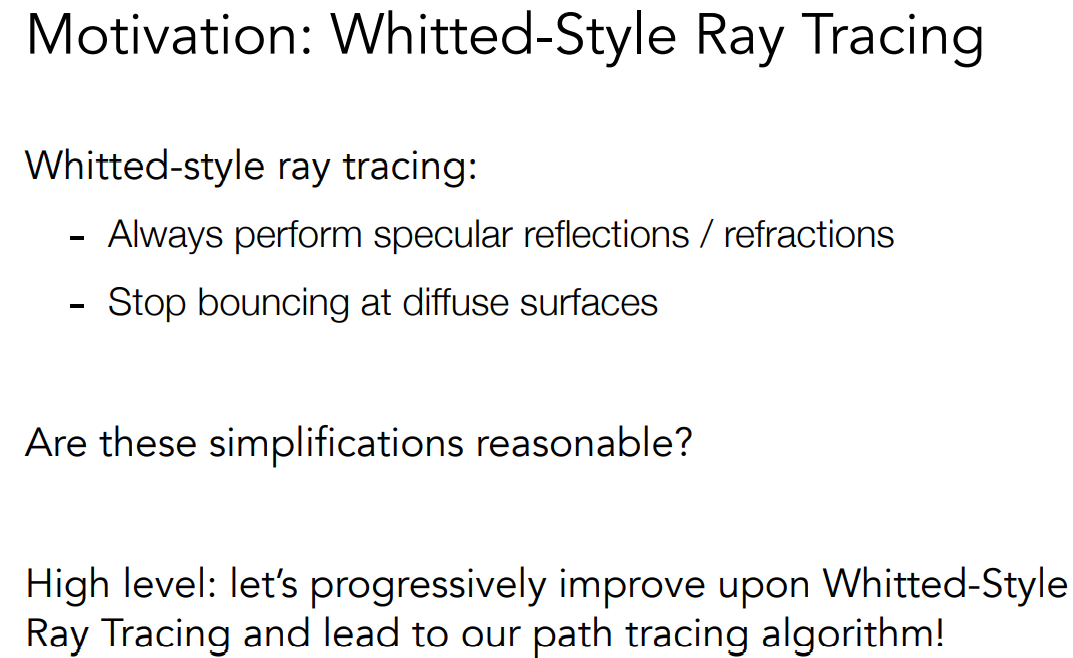 Motivation: Whitted-Style Ray Tracing
Whitted-style ray tracing:
- Always perform specular reflections / refractions
- Stop bouncing at diffuse surfaces
Are these simplifications reasonable?
High level: let’s progressively improve upon Whitted-Style
Ray Tracing and lead to our path tracing algorithm!